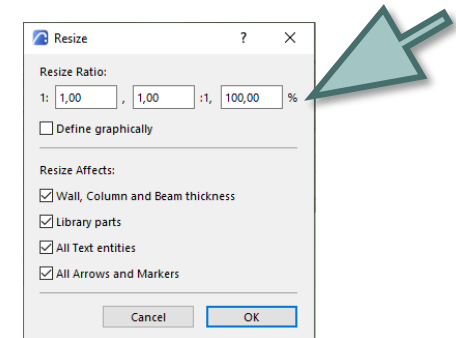 Resize ? ×
Resize Ratio:
1: 1,00 , 1,00 :1, 100,00 %
Define graphically
Resize Affects:
Wall, Column and Beam thickness
Library parts
All Text entities
All Arrows and Markers
Cancel OK